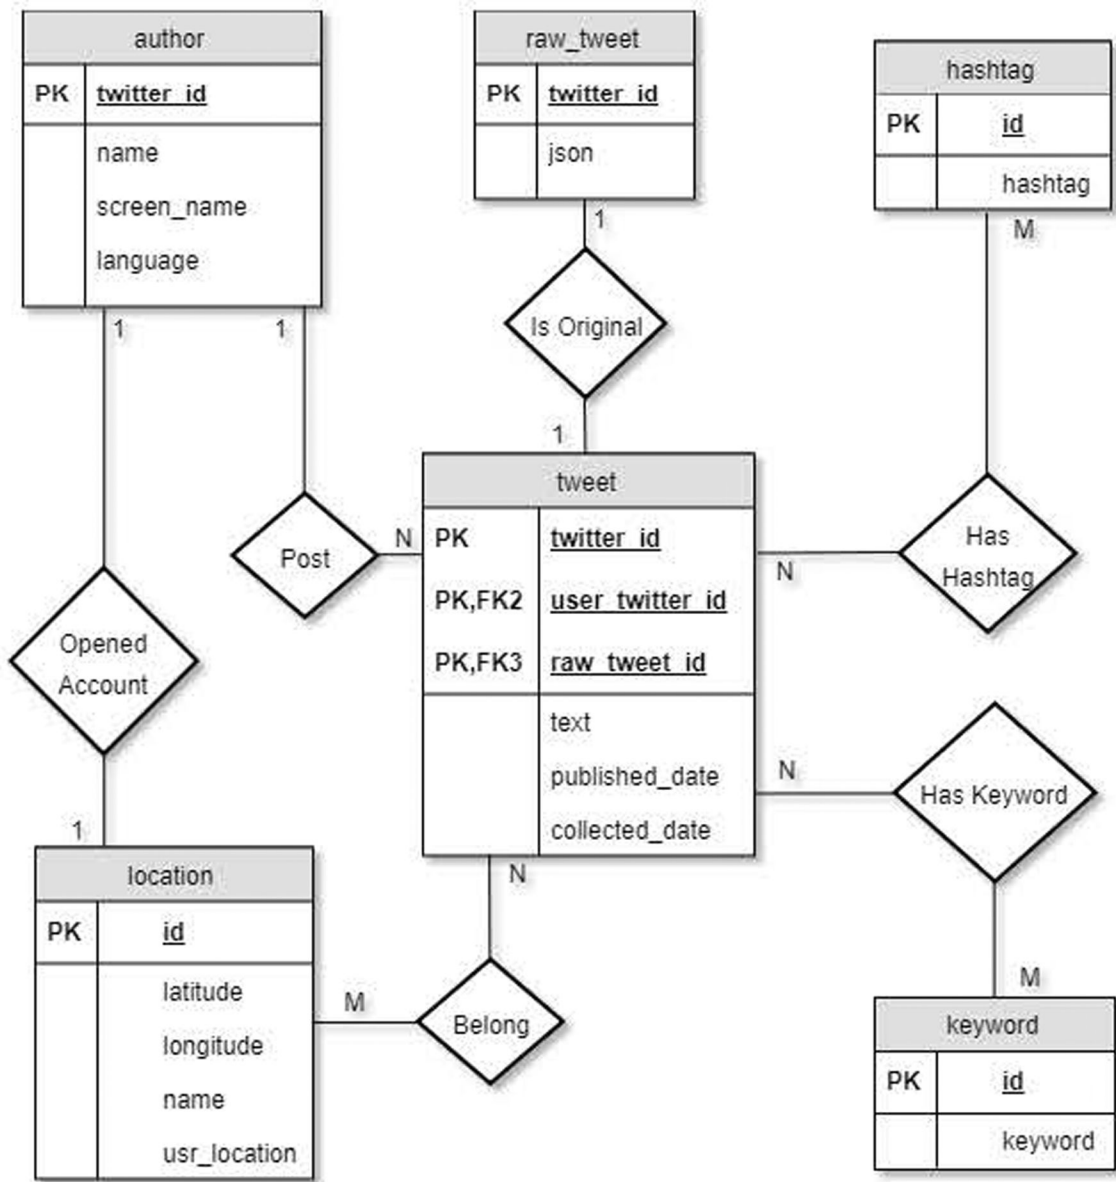 author
PK twitter_id
name
screen_name
language
raw_tweet
PK twitter_id
json
hashtag
PK id
hashtag
1
1
1
M
Is Original
1
tweet
PK twitter_id
PK,FK2 user_twitter_id
PK,FK3 raw_tweet_id
text
published_date
collected_date
Post
N
N
Has
Hashtag
Opened
Account
N
Has Keyword
1
location
PK id
latitude
longitude
name
usr_location
N
M
Belong
M
keyword
PK id
keyword